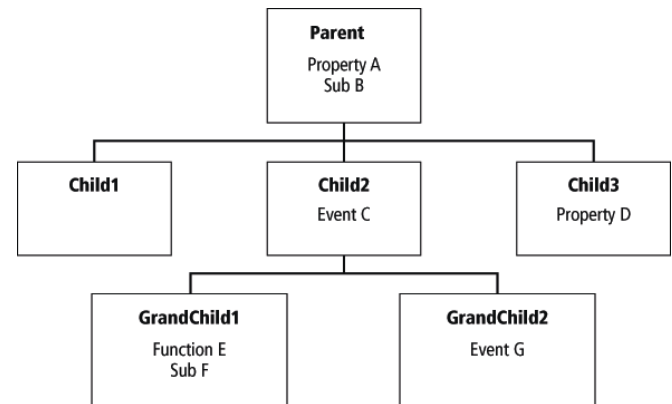 Parent
Property A
Sub B
Child1
Child2
Event C
Child3
Property D
GrandChild1
Function E
Sub F
GrandChild2
Event G